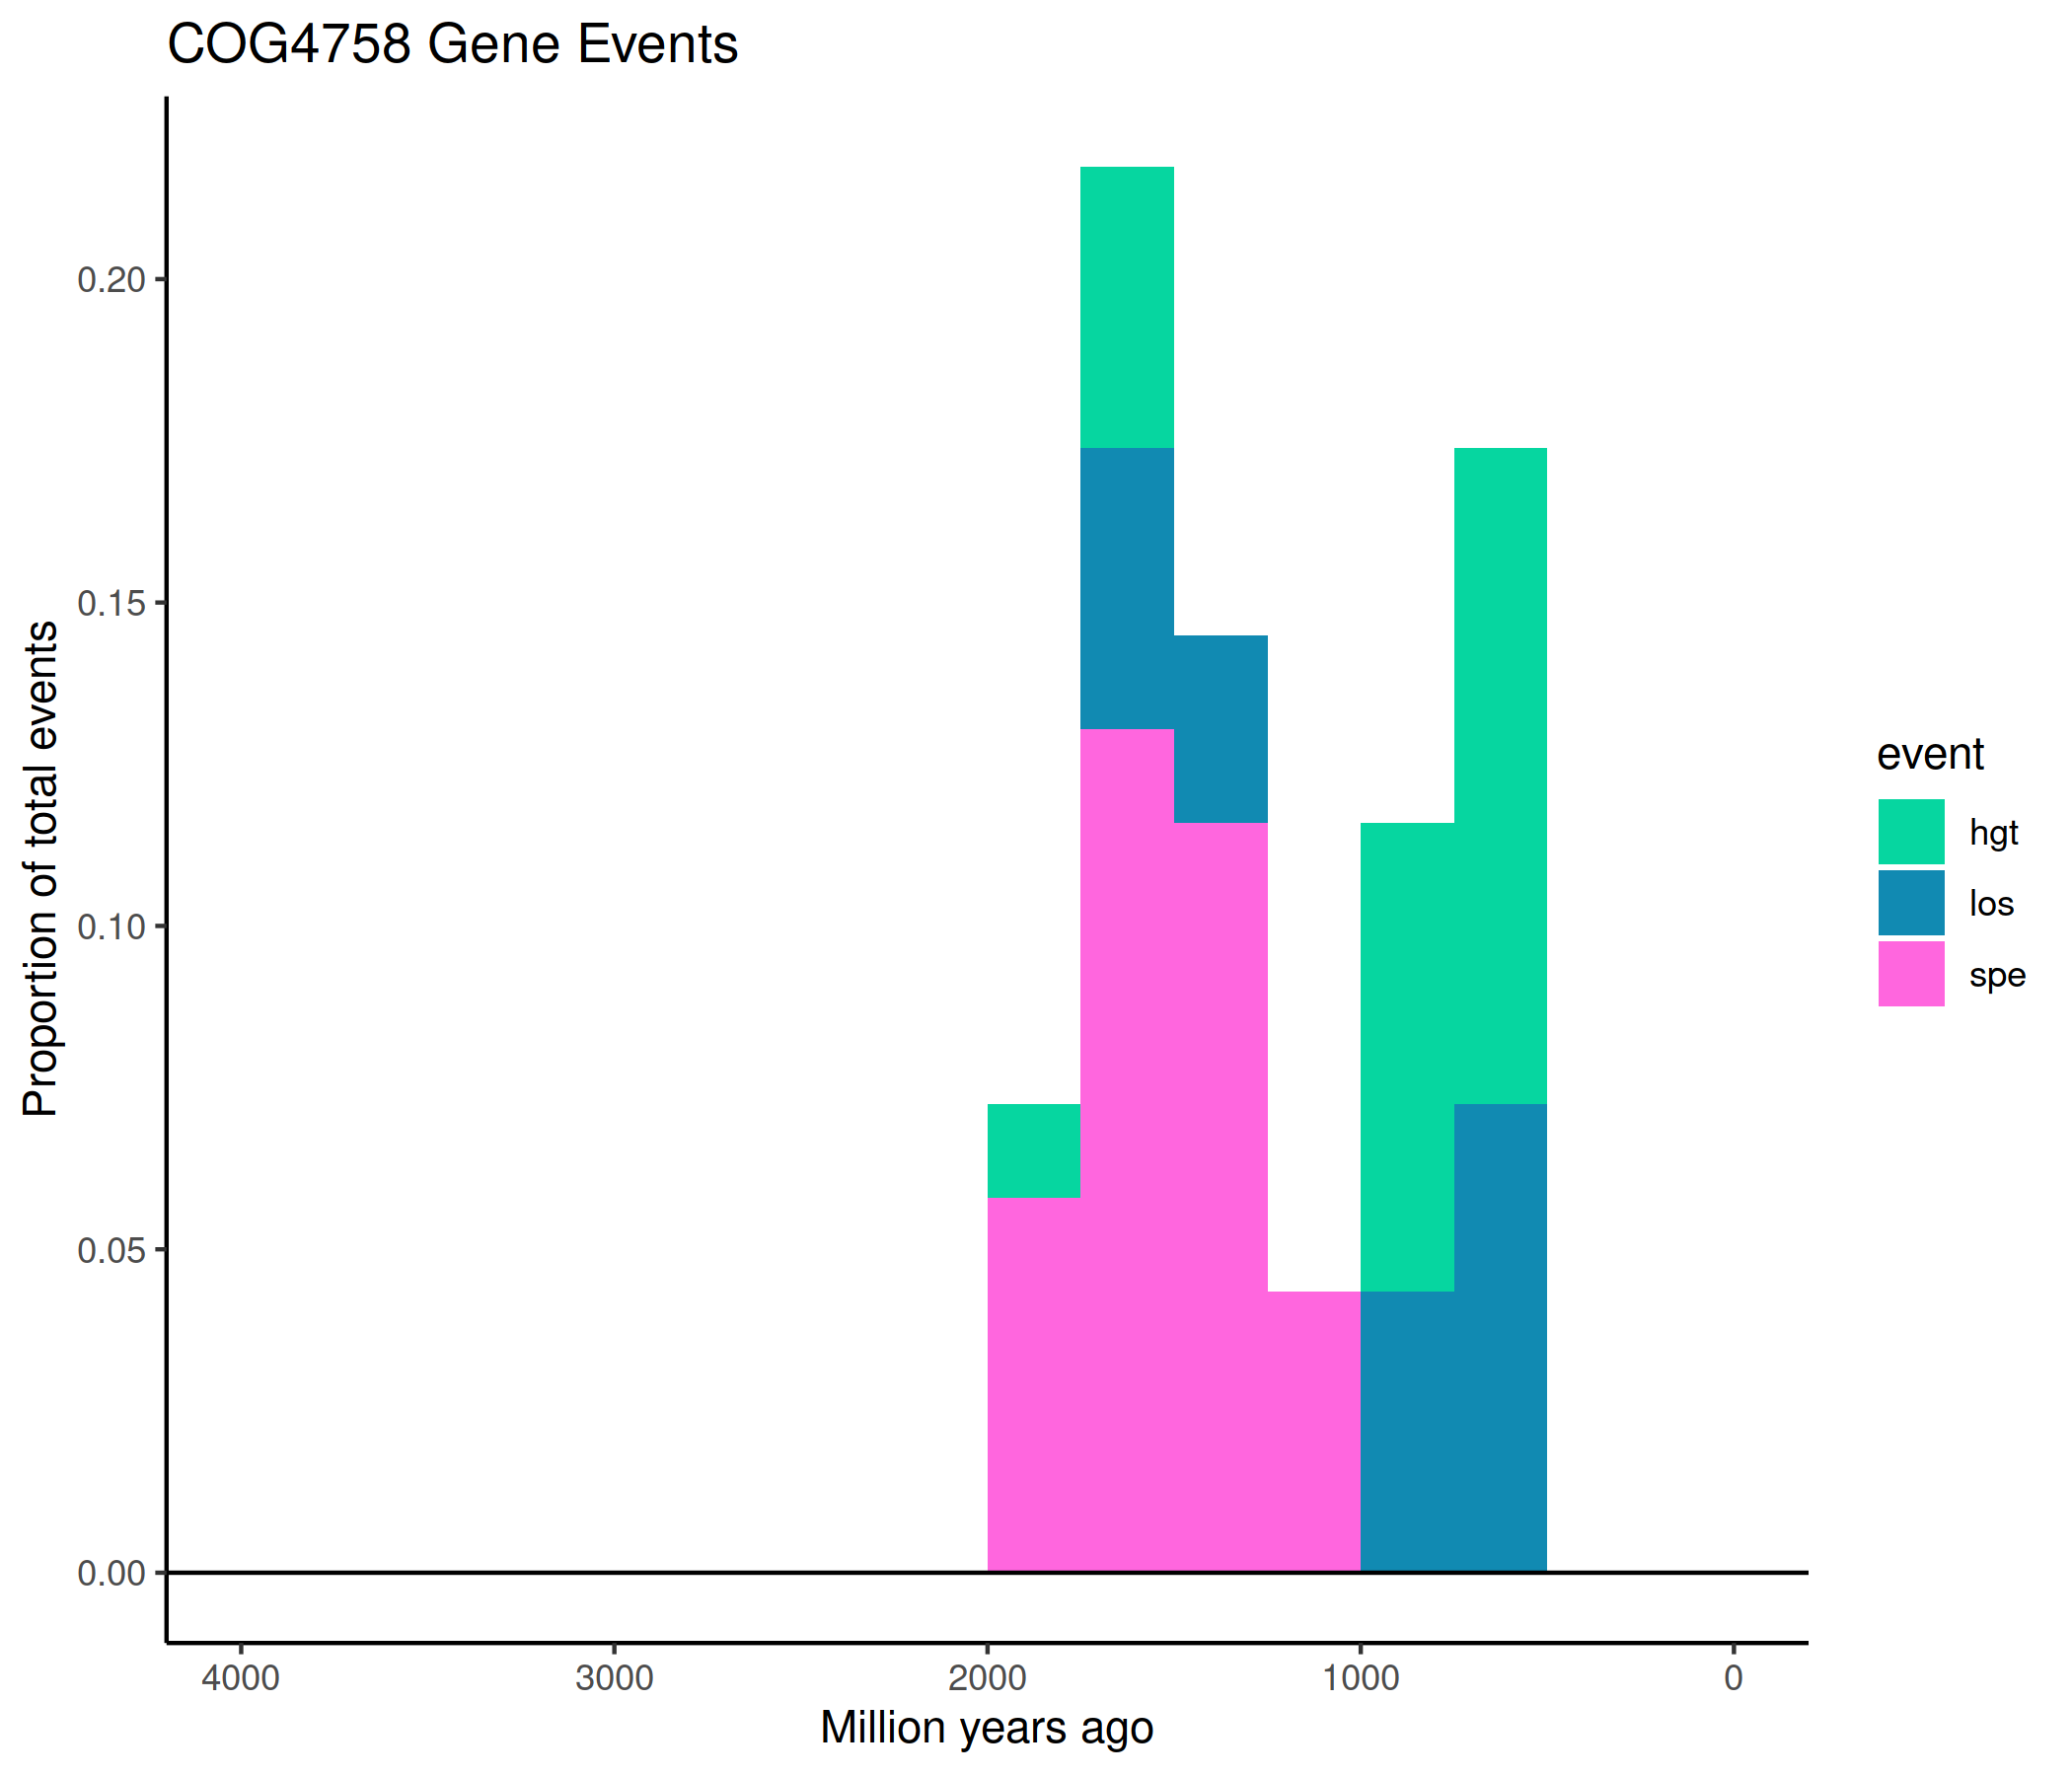 COG4758 Gene Events
Proportion of total events
0.20
0.15
0.10
0.05
0.00
4000 3000 2000 1000 0
Million years ago
event
hgt
los
spe